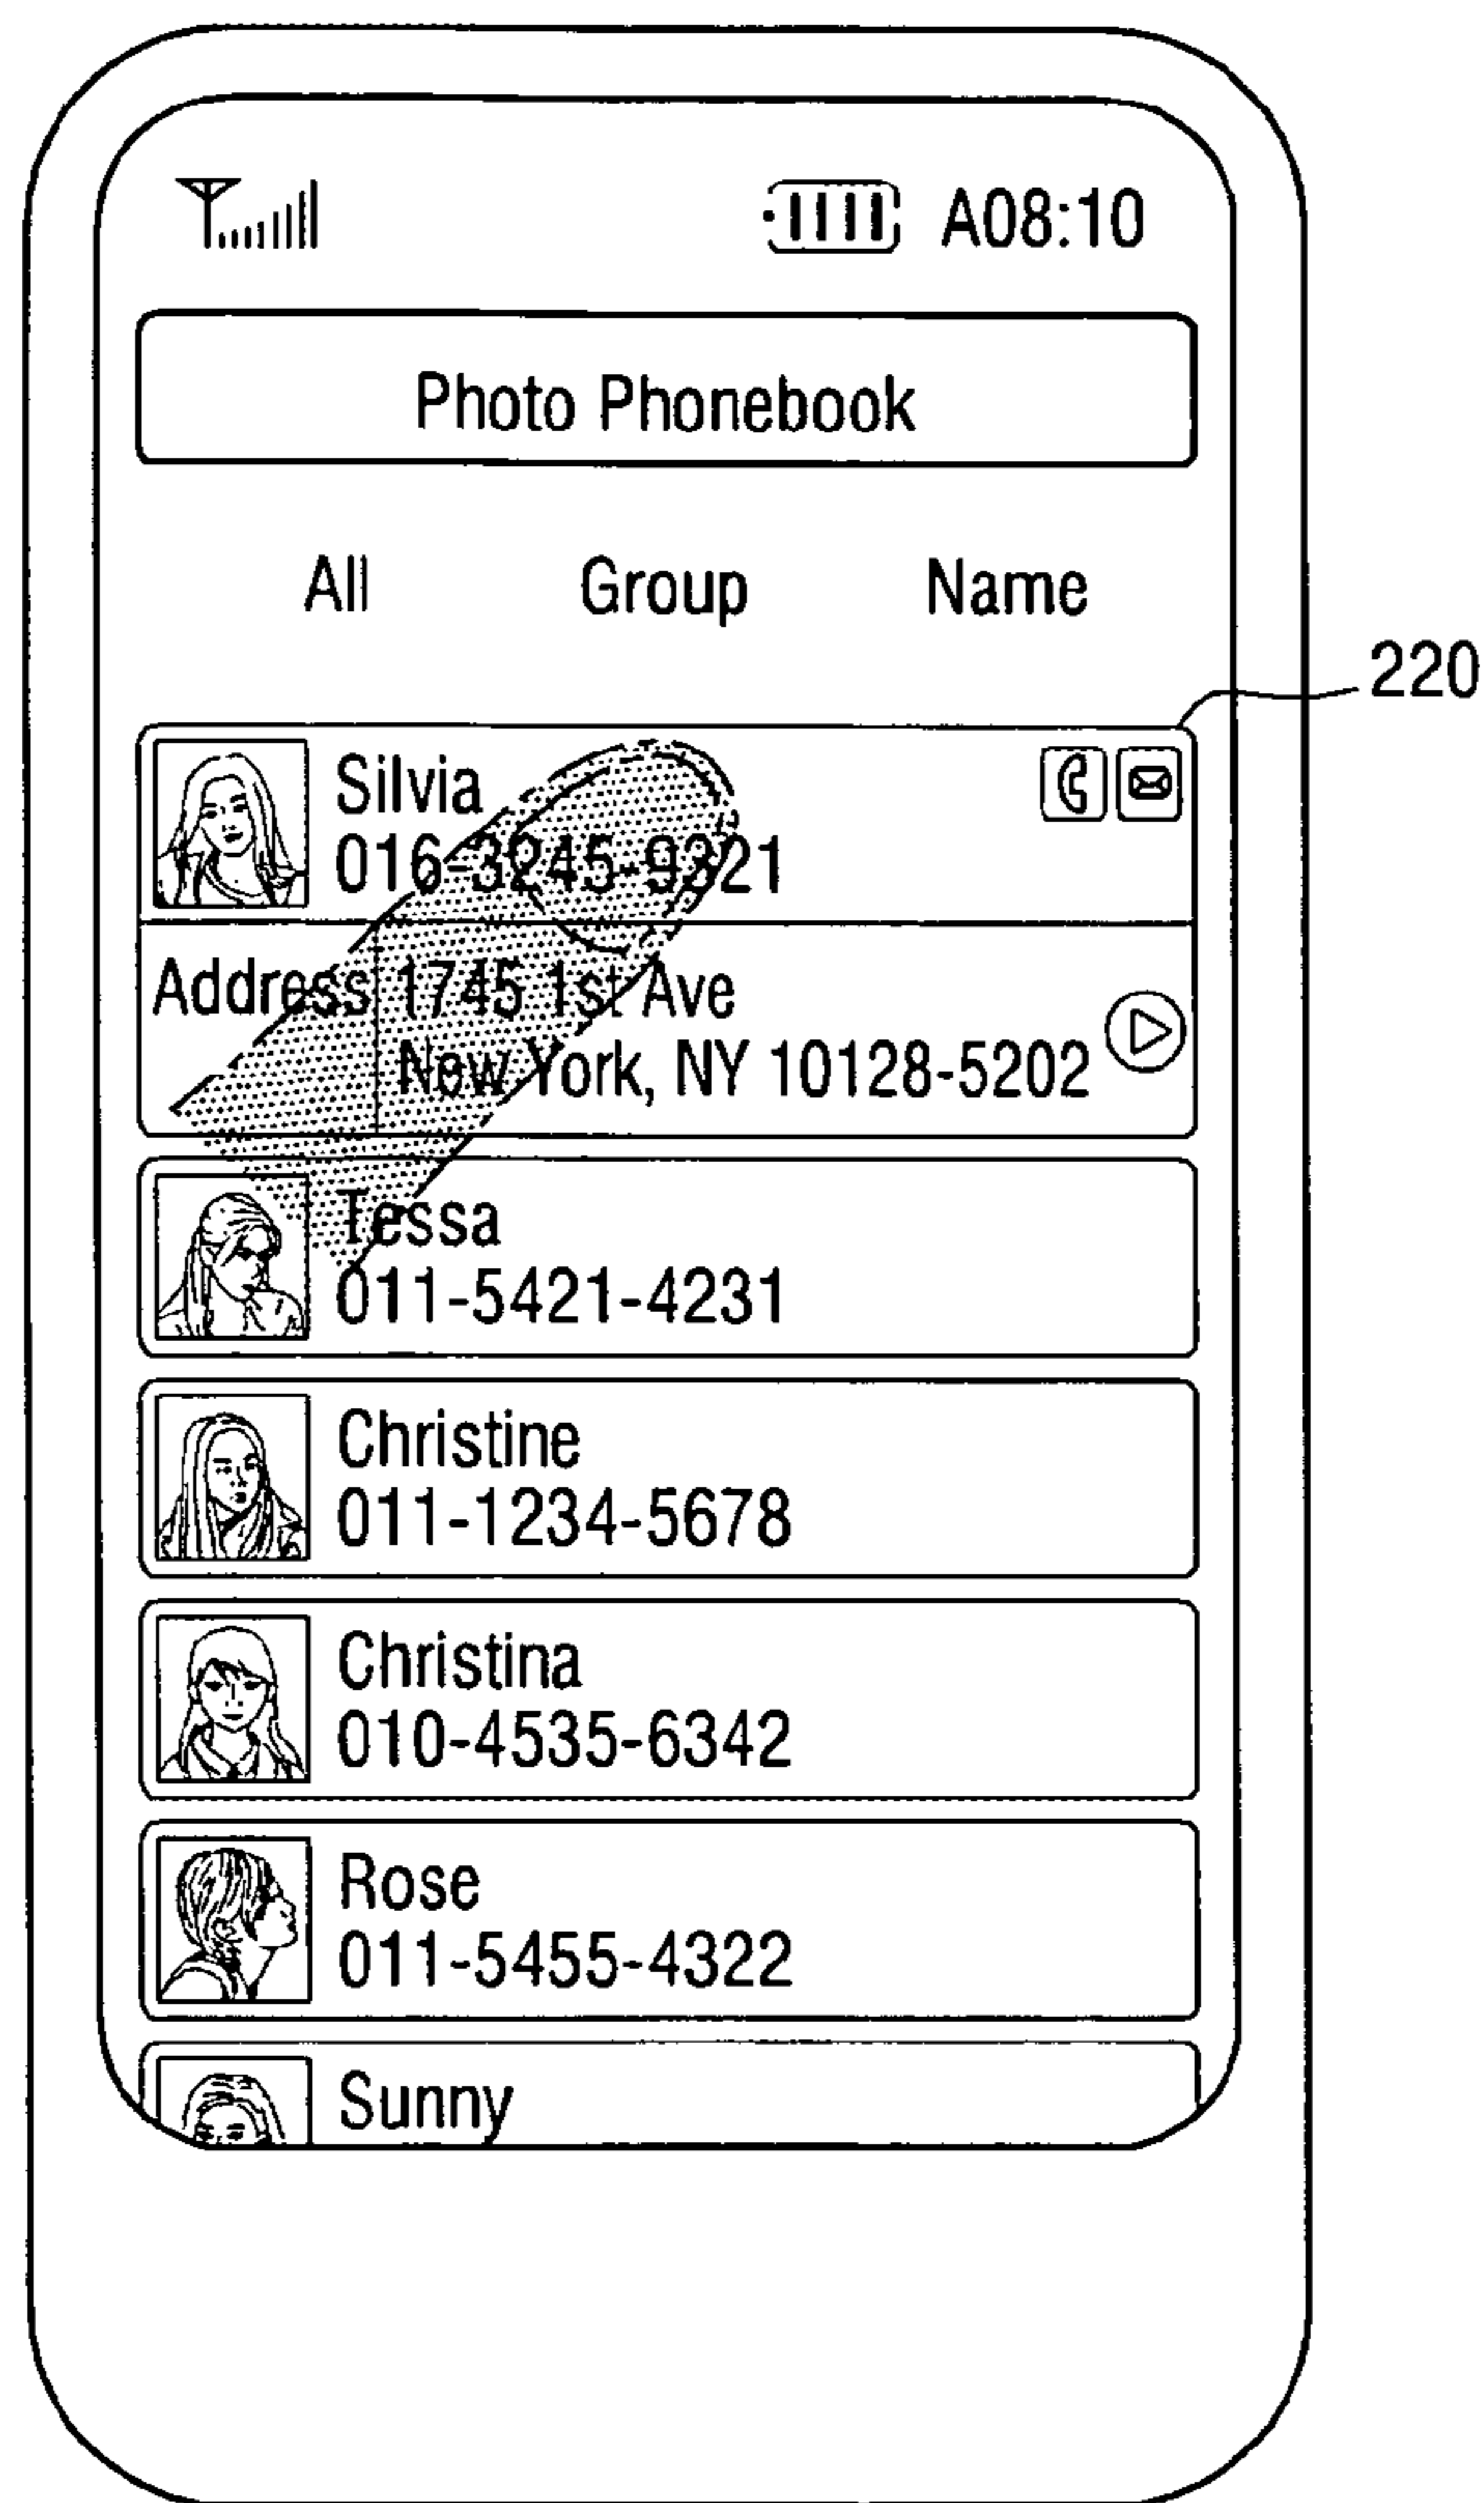 A08:10
Photo Phonebook
All Group Name
220
Silvia
016-3245-9321
Address 1745 1st Ave
New York, NY 10128-5202
Tessa
011-5421-4231
Christine
011-1234-5678
Christina
010-4535-6342
Rose
011-5455-4322
Sunny